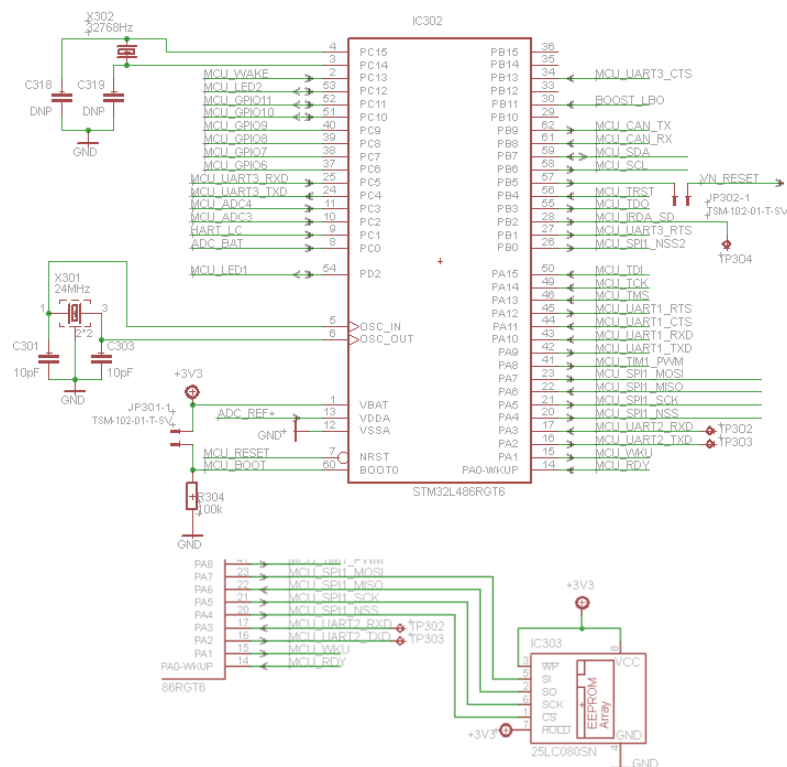 X302
32768Hz
C318
DNP
C319
DNP
GND
IC302
4 PC15
3 PC14
MCU_WAKE 2 PC13
MCU_LED2 53 PC12
MCU_GPIO11 52 PC11
MCU_GPIO10 51 PC10
MCU_GPIO9 40 PC9
MCU_GPIO8 39 PC8
MCU_GPIO7 38 PC7
MCU_GPIO6 37 PC6
MCU_UART3_RXD 25 PC5
MCU_UART3_TXD 24 PC4
MCU_ADC4 11 PC3
MCU_ADC3 10 PC2
HART_LC 9 PC1
ADC_BAT 8 PC0
MCU_LED1 54 PD2
X301
24MHz
1 3
2*2
C301
10pF
C303
10pF
GND
5 OSC_IN
6 OSC_OUT
+3V3
JP301-1
TSM-102-01-T-SV
1 VBAT
ADC_REF+ 13 VDDA
GND 12 VSSA
MCU_RESET 7 NRST
MCU_BOOT 60 BOOT0
R304
100k
GND
PB15 36
PB14 35
PB13 34 MCU_UART3_CTS
PB12 33
PB11 30 BOOST_LBO
PB10 29
PB9 62 MCU_CAN_TX
PB8 61 MCU_CAN_RX
PB7 59 MCU_SDA
PB6 58 MCU_SCL
PB5 57 VN_RESET
JP302-1
TSM-102-01-T-SV
PB4 56 MCU_TRST
PB3 55 MCU_TDO
PB2 28 MCU_IRDA_SD
PB1 27 MCU_UART3_RTS
PB0 26 MCU_SPI1_NSS2
TP304
PA15 50 MCU_TDI
PA14 49 MCU_TCK
PA13 46 MCU_TMS
PA12 45 MCU_UART1_RTS
PA11 44 MCU_UART1_CTS
PA10 43 MCU_UART1_RXD
PA9 42 MCU_UART1_TXD
PA8 41 MCU_TIM1_PWM
PA7 23 MCU_SPI1_MOSI
PA6 22 MCU_SPI1_MISO
PA5 21 MCU_SPI1_SCK
PA4 20 MCU_SPI1_NSS
PA3 17 MCU_UART2_RXD TP302
PA2 16 MCU_UART2_TXD TP303
PA1 15 MCU_WKU
PA0-WKUP 14 MCU_RDY
STM32L486RGT6
PA8 41 MCU_TIM1_PWM
PA7 23 MCU_SPI1_MOSI
PA6 22 MCU_SPI1_MISO
PA5 21 MCU_SPI1_SCK
PA4 20 MCU_SPI1_NSS
PA3 17 MCU_UART2_RXD TP302
PA2 16 MCU_UART2_TXD TP303
PA1 15 MCU_WKU
PA0-WKUP 14 MCU_RDY
86RGT6
+3V3
IC303
3 WP
5 SI
2 SO
6 SCK
1 CS
+3V3 7 HOLD
8 VCC
EEPROM
Array
GND
4
25LC080SN
GND